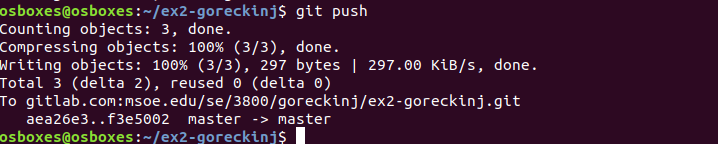 osboxes@osboxes:~/ex2-goreckinj$ git push
Counting objects: 3, done.
Compressing objects: 100% (3/3), done.
Writing objects: 100% (3/3), 297 bytes | 297.00 KiB/s, done.
Total 3 (delta 2), reused 0 (delta 0)
To gitlab.com:msoe.edu/se/3800/goreckinj/ex2-goreckinj.git
   aea26e3..f3e5002  master -> master
osboxes@osboxes:~/ex2-goreckinj$